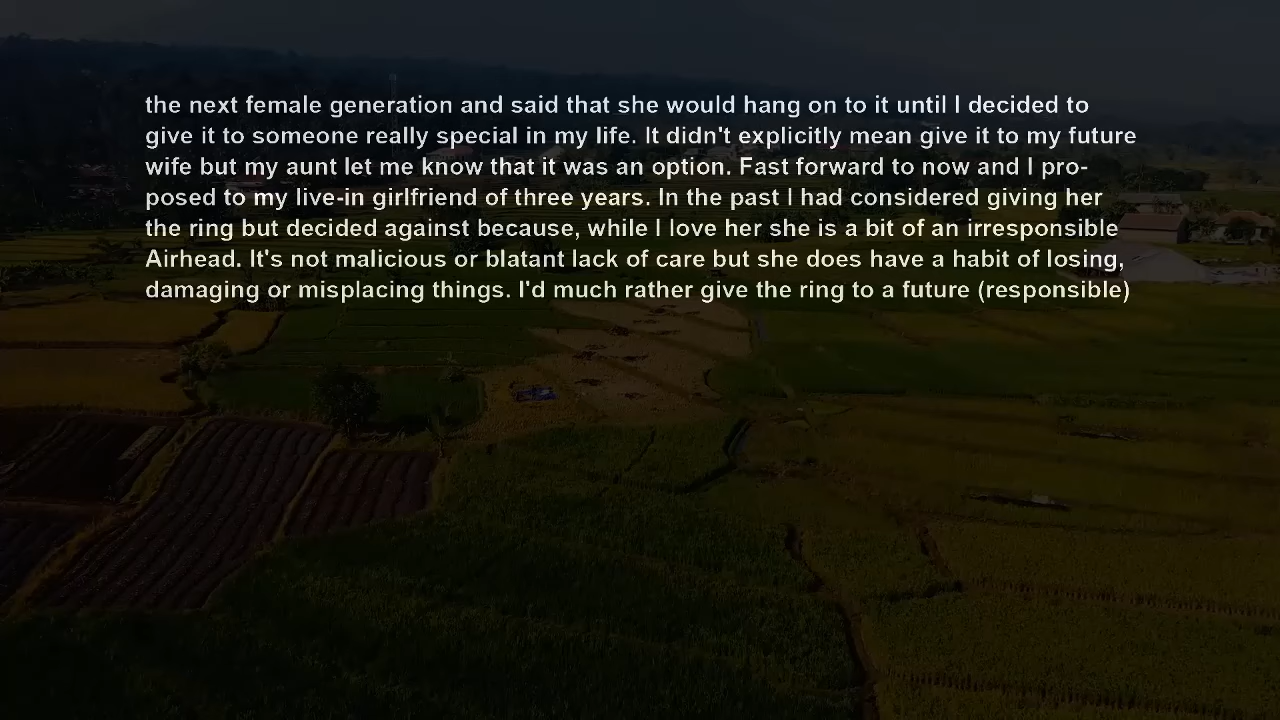 the next female generation and said that she would hang on to it until I decided to
give it to someone really special in my life. It didn't explicitly mean give it to my future
wife but my aunt let me know that it was an option. Fast forward to now and I pro-
posed to my live-in girlfriend of three years. In the past I had considered giving her
the ring but decided against because, while I love her she is a bit of an irresponsible
Airhead. It's not malicious or blatant lack of care but she does have a habit of losing,
damaging or misplacing things. I'd much rather give the ring to a future (responsible)